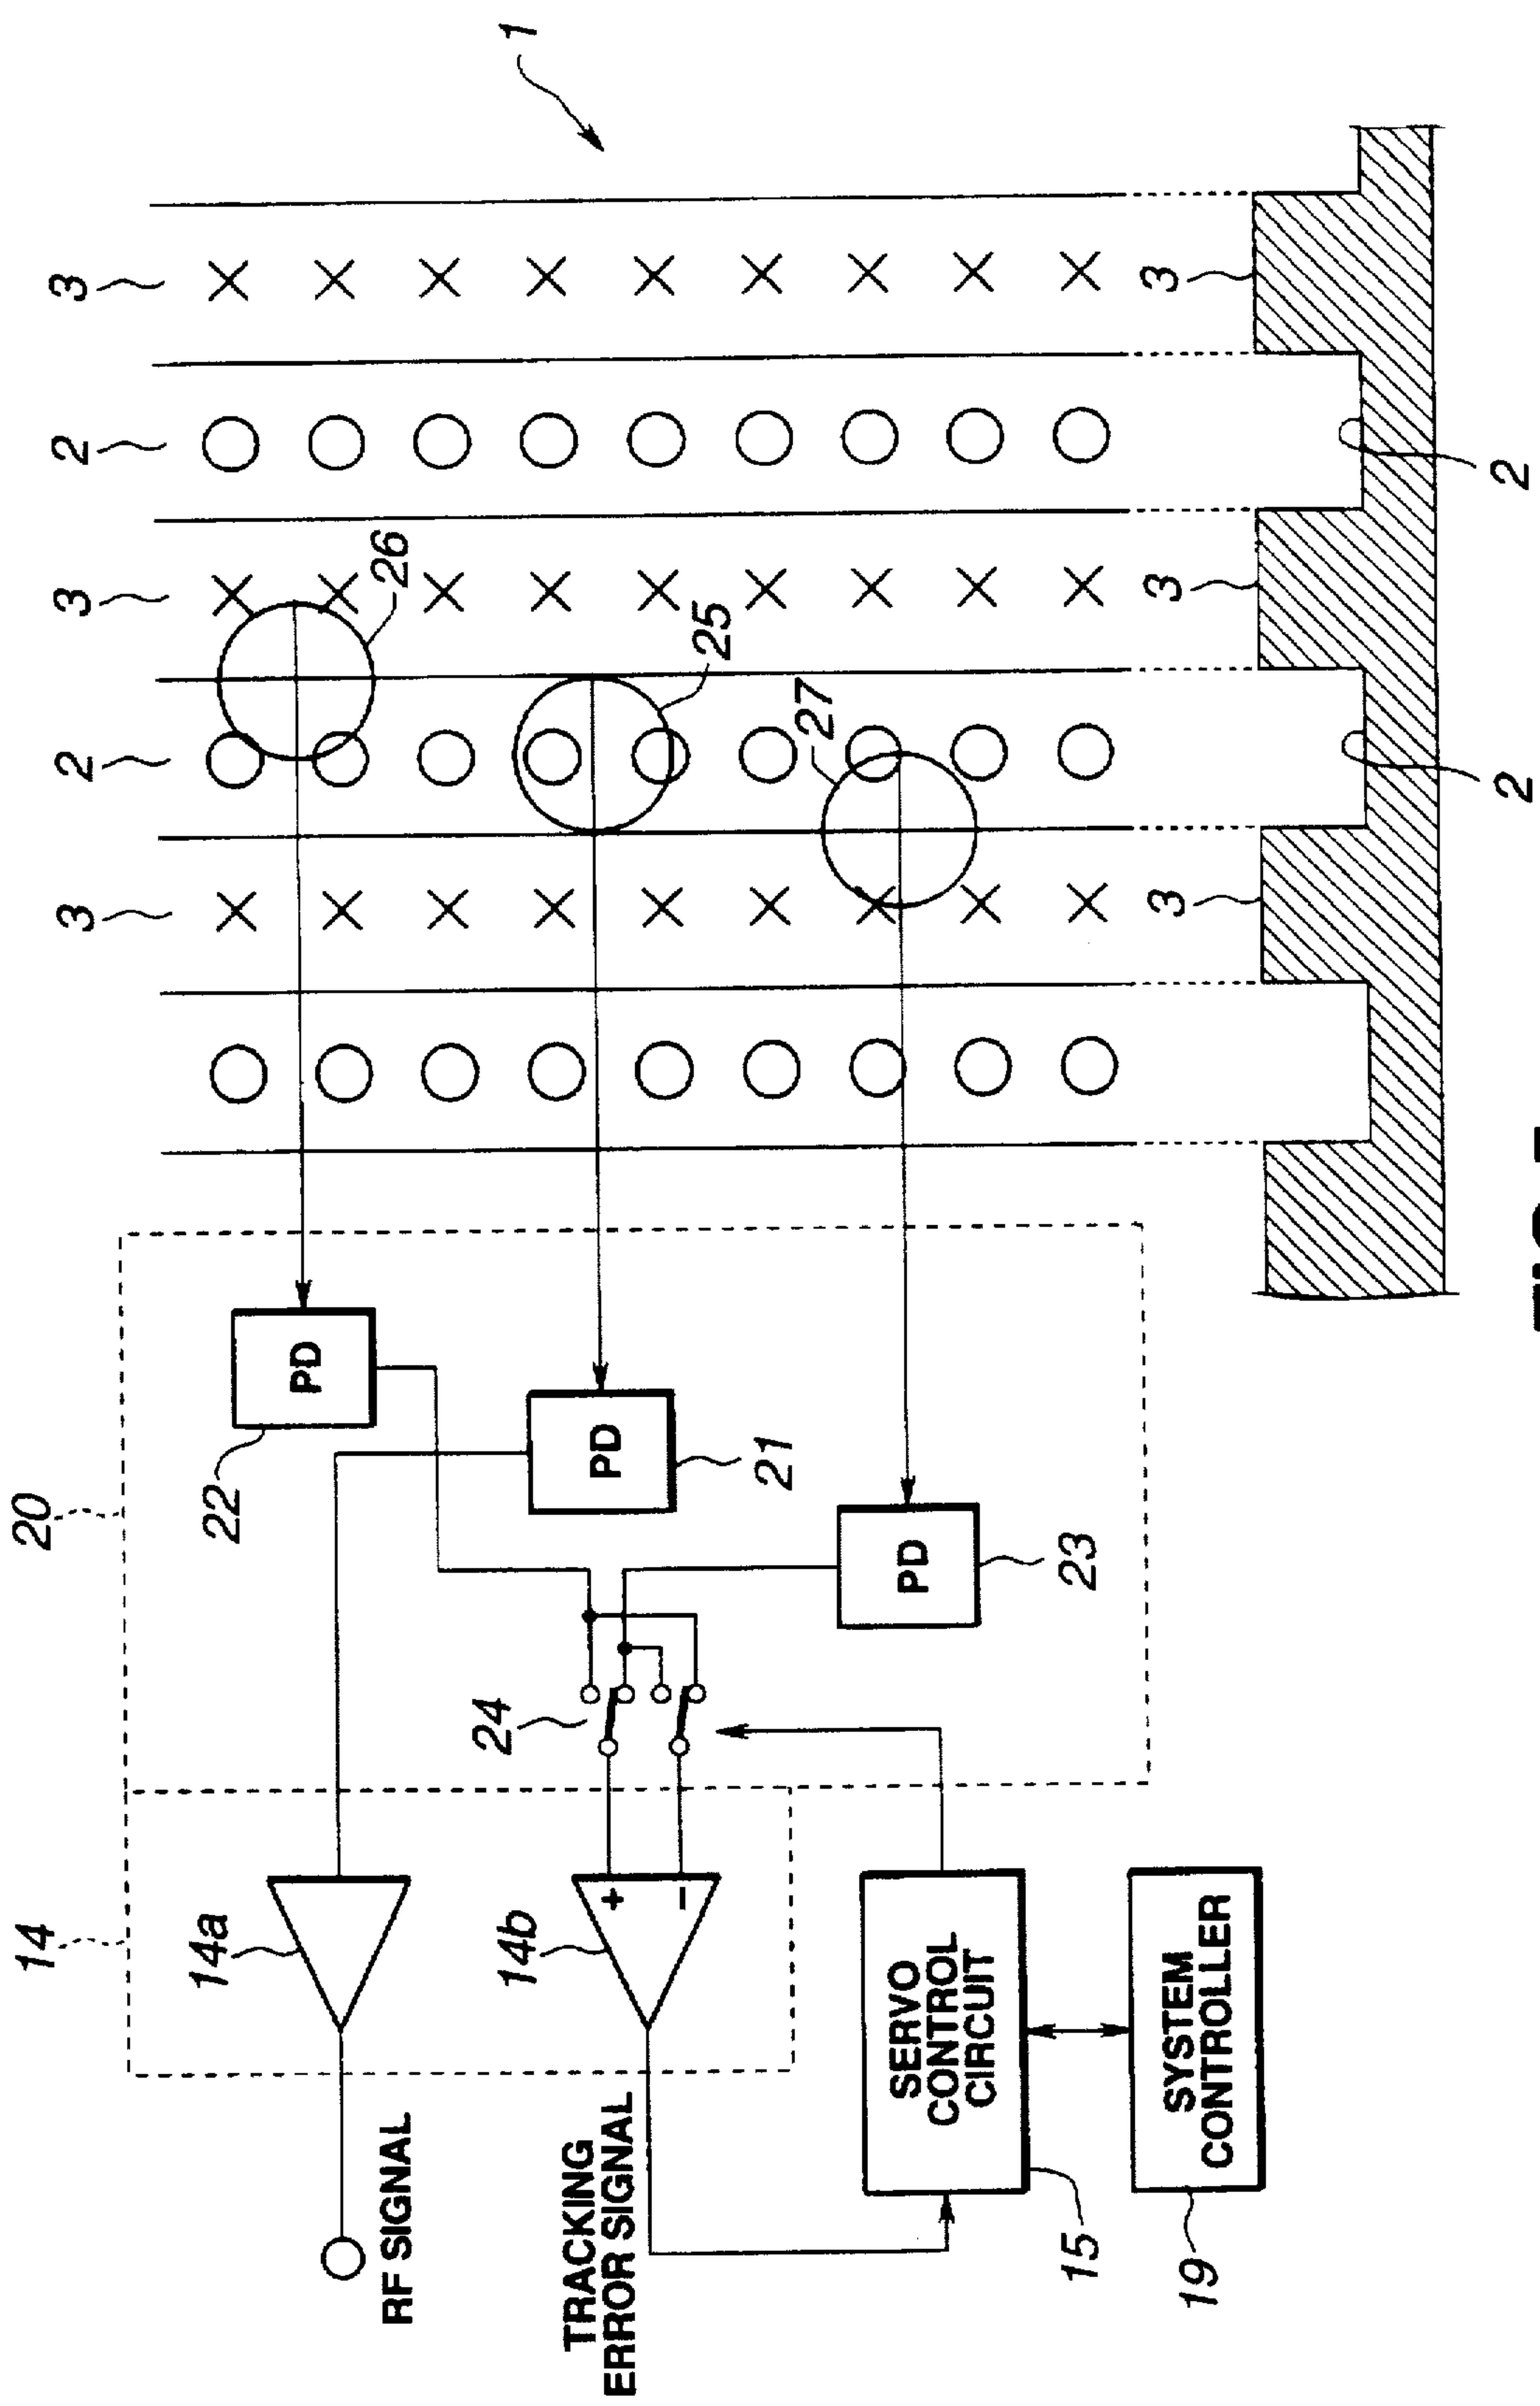 14
20
3
2
3
2
3
14a
22
PD
26
RF SIGNAL
14b
24
1
TRACKING
ERROR SIGNAL
+
−
PD
21
25
27
SERVO
CONTROL
CIRCUIT
PD
23
15
SYSTEM
CONTROLLER
19
3
3
3
2
2